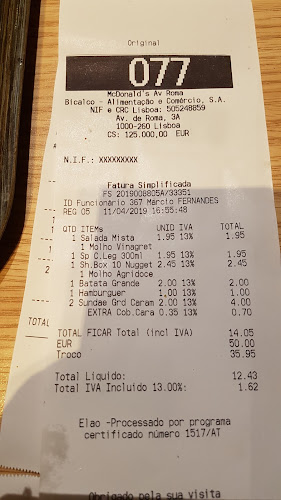 Original
077
McDonald's Av Roma
Bicalco - Alimentação e Comércio, S.A.
NIF e CRC Lisboa: 505248659
Av. de Roma, 3A
1000-260 Lisboa
CS: 125.000,00 EUR
N.I.F.: XXXXXXXXX
Fatura Simplificada
FS 2019008805A/33351
ID Funcionário 367 Márcio FERNANDES
REG 05 11/04/2019 16:55:48
QTD ITEMs UNID IVA TOTAL
1 Salada Mista 1.95 13% 1.95
1 Molho Vinagret
1 Sp C.Leg 300ml 1.95 13% 1.95
1 Sh.Box 10 Nugget 2.45 13% 2.45
1 Molho Agridoce
1 Batata Grande 2.00 13% 2.00
1 Hamburguer 1.00 13% 1.00
2 Sundae Grd Caram 2.00 13% 4.00
EXTRA Cob.Cara 0.35 13% 0.70
TOTAL FICAR Total (incl IVA) 14.05
EUR 50.00
Troco 35.95
Total Liquido: 12.43
Total IVA Incluido 13.00%: 1.62
Elao -Processado por programa
certificado número 1517/AT
Obrigado pela sua visita
TOTAL